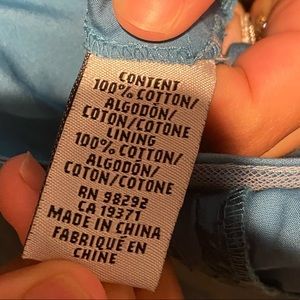 CONTENT
100% COTTON/
ALGODÓN/
COTON/COTONE
LINING
100% COTTON/
ALGODÓN/
COTON/COTONE
RN 98292
CA 19371
MADE IN CHINA
FABRIQUÉ EN
CHINE